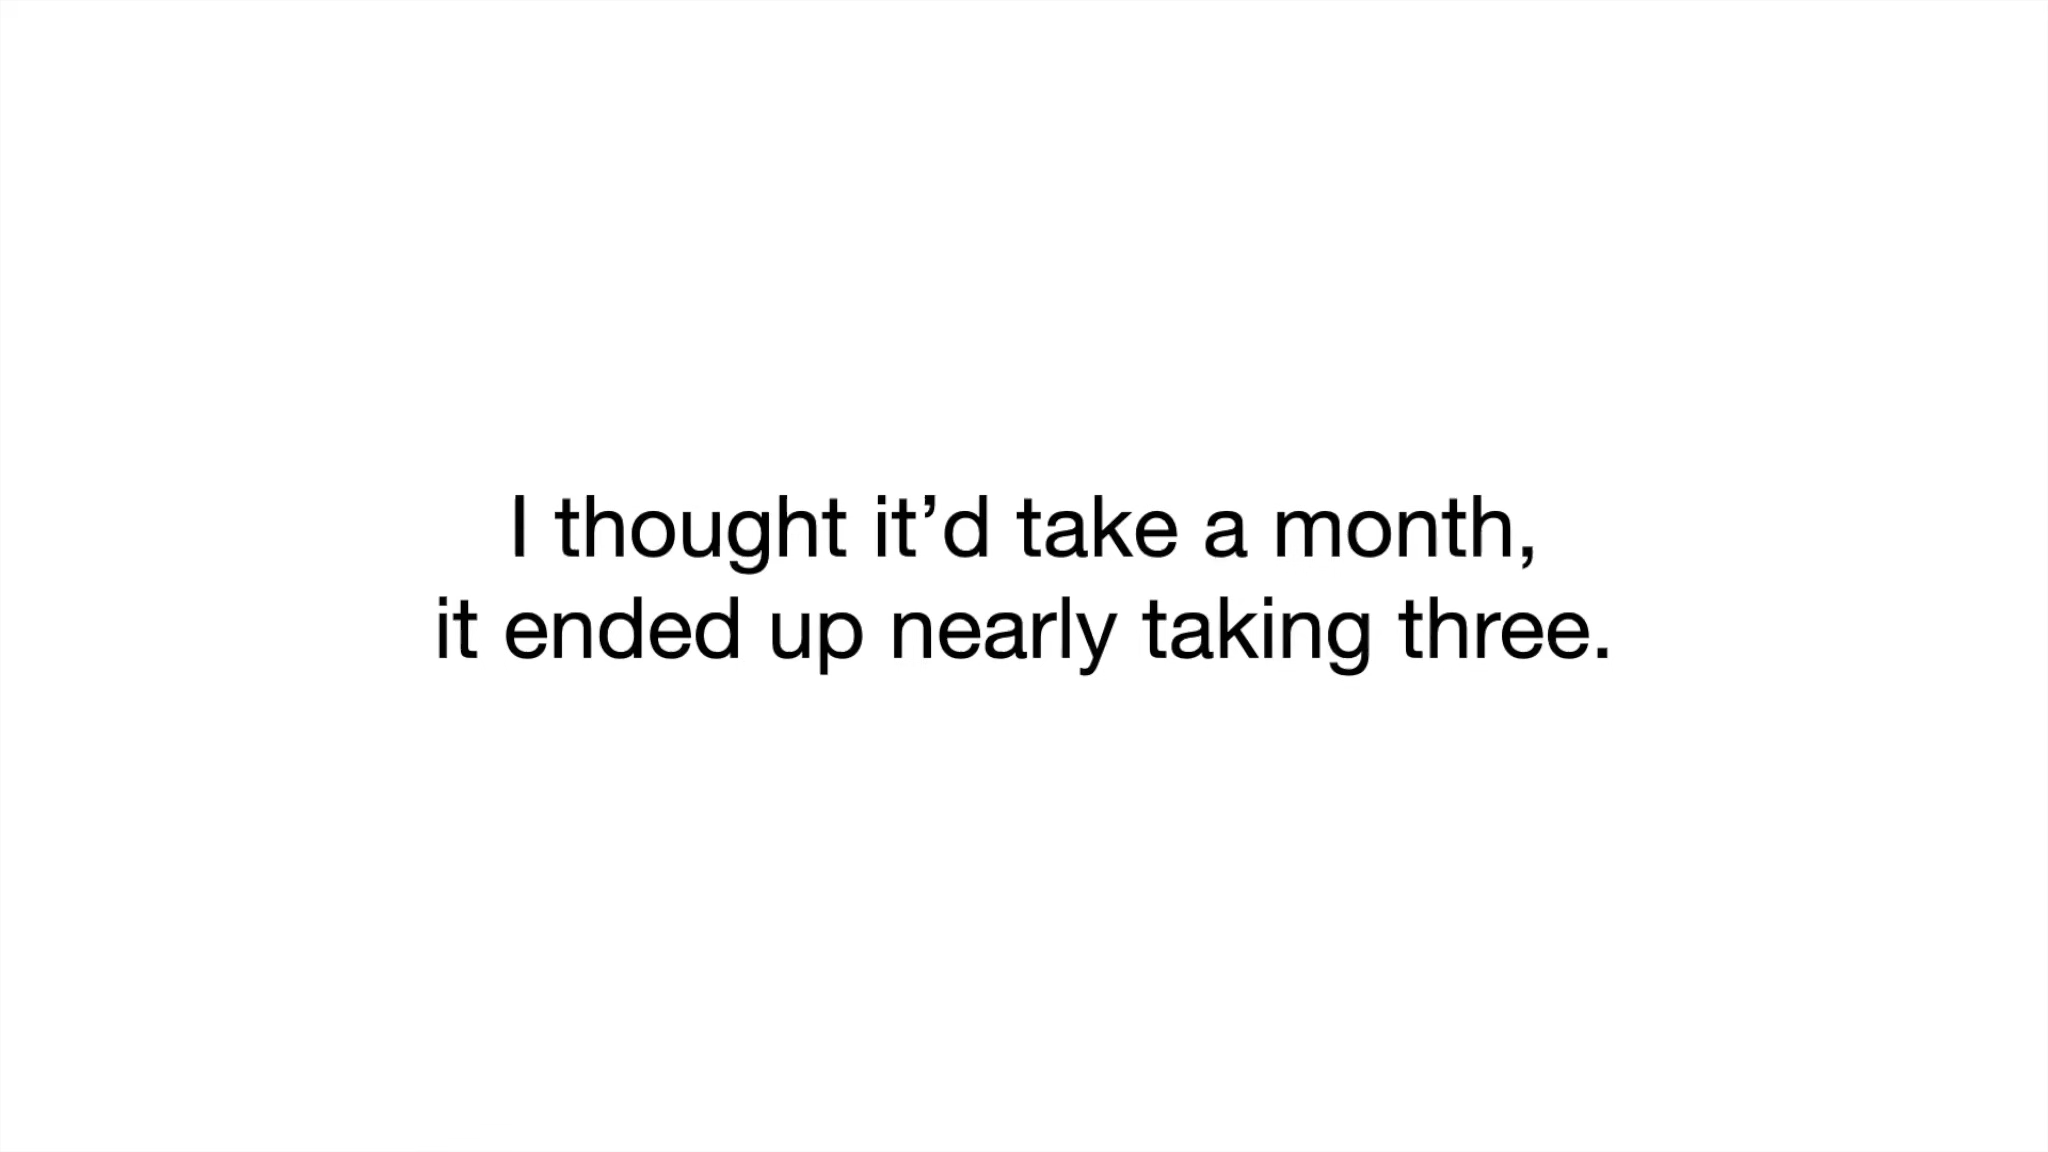 I thought it’d take a month,
it ended up nearly taking three.